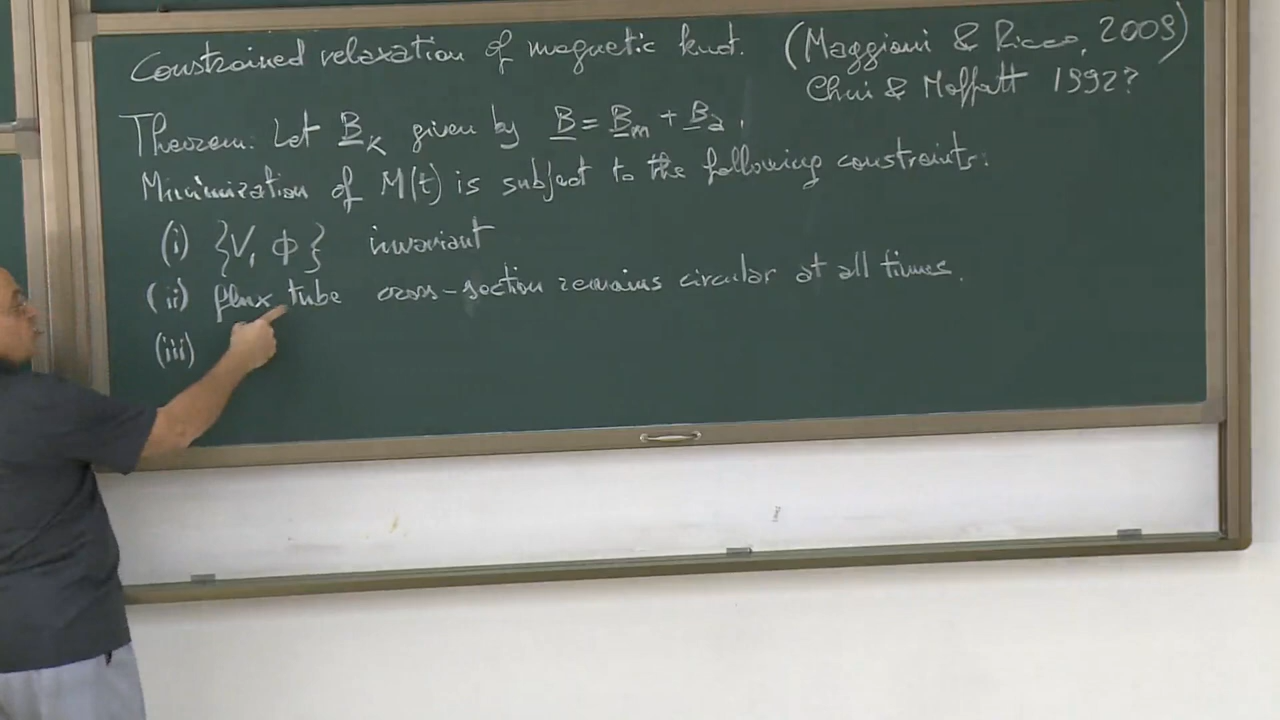 Constrained relaxation of magnetic knot. (Maggioni & Ricca, 2009)
Chui & Moffatt 1992?
Theorem. Let B_K given by B = B_m + B_a.
Minimization of M(t) is subject to the following constraints:
(i) {V, Φ} invariant
(ii) flux tube cross-section remains circular at all times.
(iii)